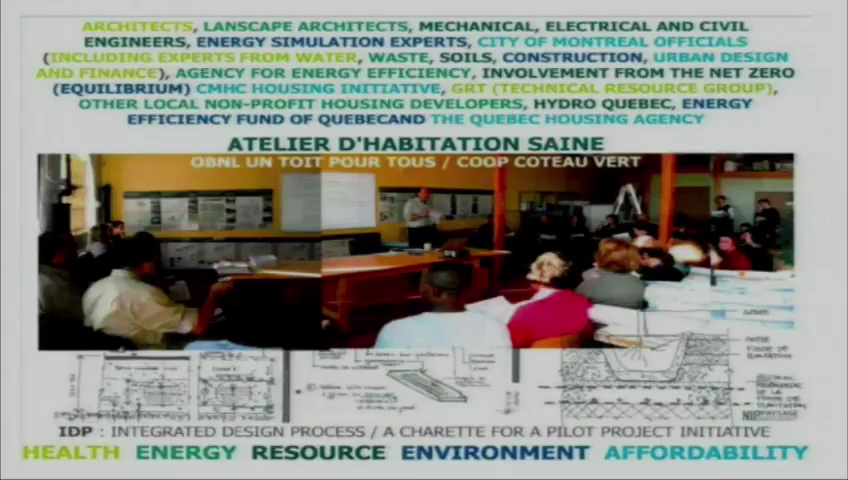 ARCHITECTS, LANSCAPE ARCHITECTS, MECHANICAL, ELECTRICAL AND CIVIL
ENGINEERS, ENERGY SIMULATION EXPERTS, CITY OF MONTREAL OFFICIALS
(INCLUDING EXPERTS FROM WATER, WASTE, SOILS, CONSTRUCTION, URBAN DESIGN
AND FINANCE), AGENCY FOR ENERGY EFFICIENCY, INVOLVEMENT FROM THE NET ZERO
(EQUILIBRIUM) CMHC HOUSING INITIATIVE, GRT (TECHNICAL RESOURCE GROUP),
OTHER LOCAL NON-PROFIT HOUSING DEVELOPERS, HYDRO QUEBEC, ENERGY
EFFICIENCY FUND OF QUEBECAND THE QUEBEC HOUSING AGENCY
ATELIER D'HABITATION SAINE
OBNL UN TOIT POUR TOUS / COOP COTEAU VERT
IDP : INTEGRATED DESIGN PROCESS / A CHARETTE FOR A PILOT PROJECT INITIATIVE
HEALTH ENERGY RESOURCE ENVIRONMENT AFFORDABILITY